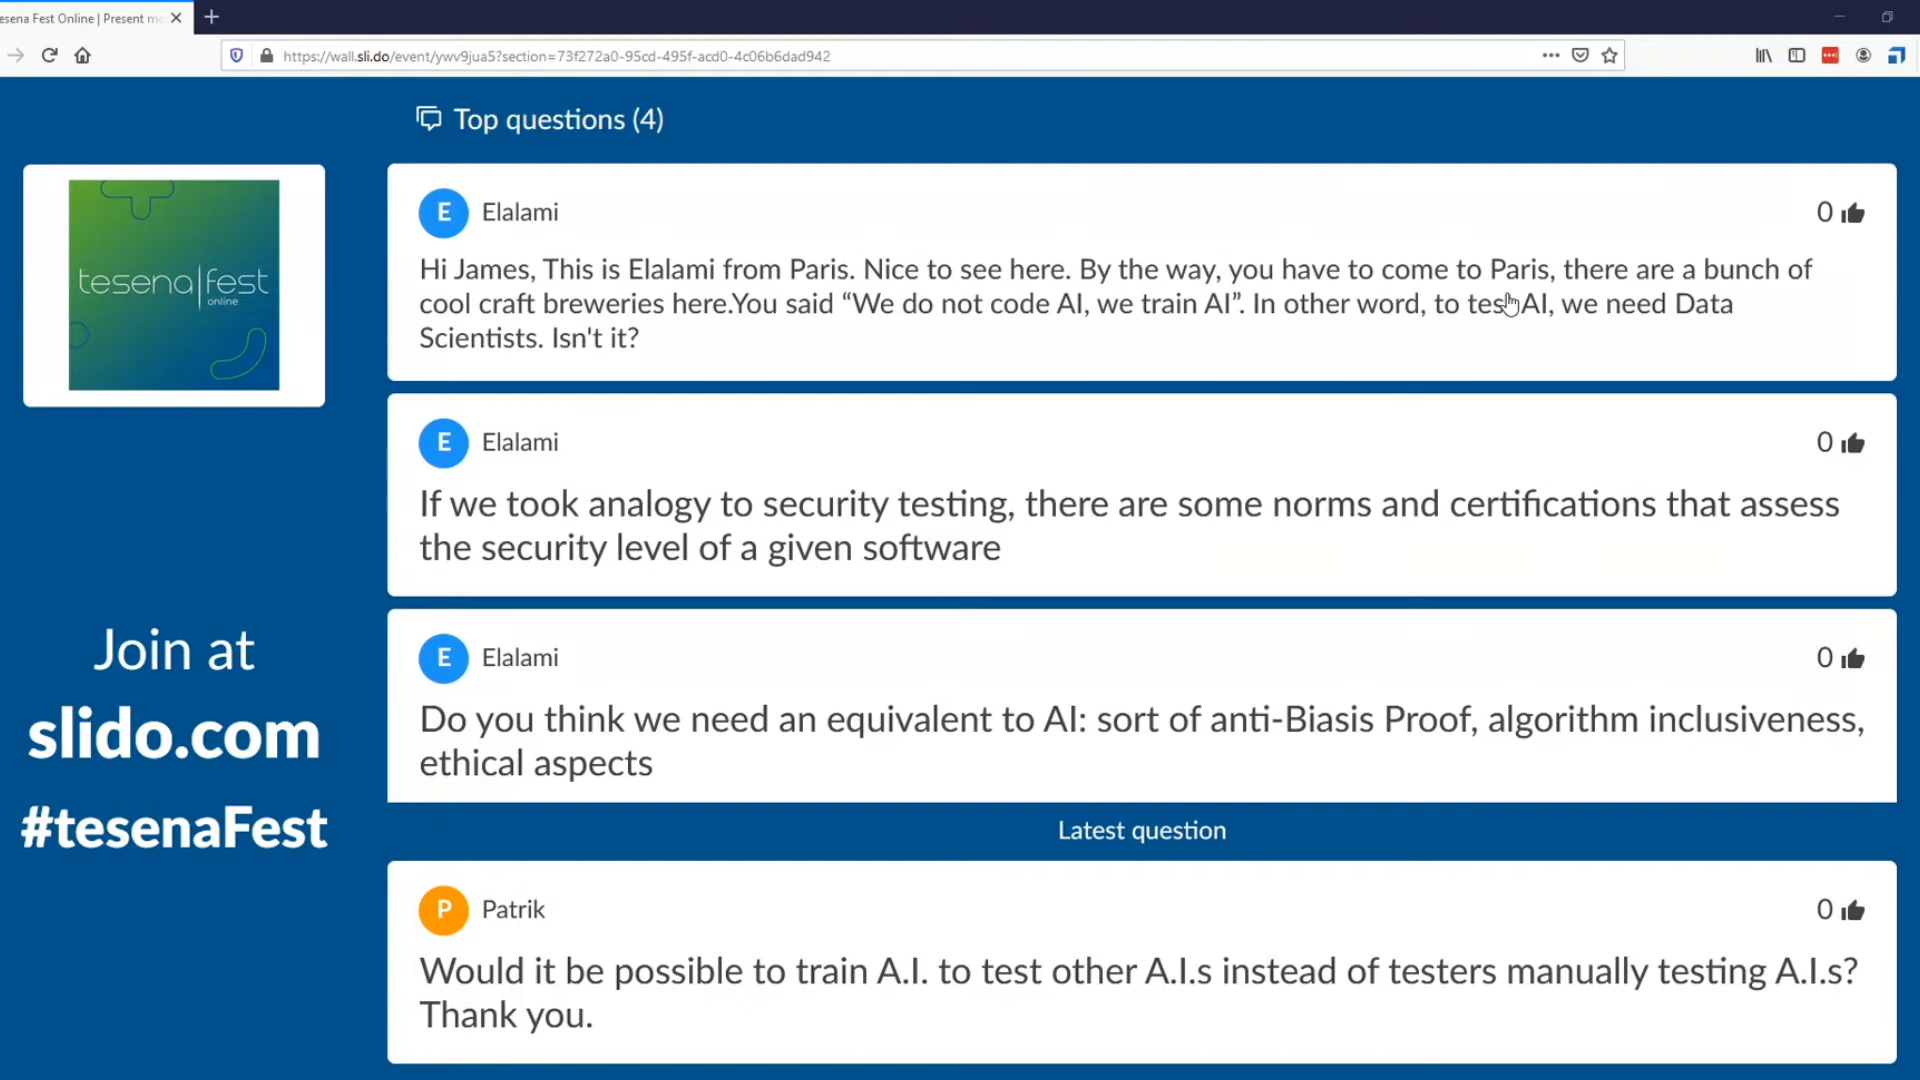 esena Fest Online | Present mo
https://wall.sli.do/event/ywv9jua5?section=73f272a0-95cd-495f-acd0-4c06b6dad942
Top questions (4)
tesena|fest
online
E Elalami 0
Hi James, This is Elalami from Paris. Nice to see here. By the way, you have to come to Paris, there are a bunch of
cool craft breweries here.You said “We do not code AI, we train AI”. In other word, to tes AI, we need Data
Scientists. Isn't it?
E Elalami 0
If we took analogy to security testing, there are some norms and certifications that assess
the security level of a given software
E Elalami 0
Do you think we need an equivalent to AI: sort of anti-Biasis Proof, algorithm inclusiveness,
ethical aspects
Join at
slido.com
#tesenaFest
Latest question
P Patrik 0
Would it be possible to train A.I. to test other A.I.s instead of testers manually testing A.I.s?
Thank you.